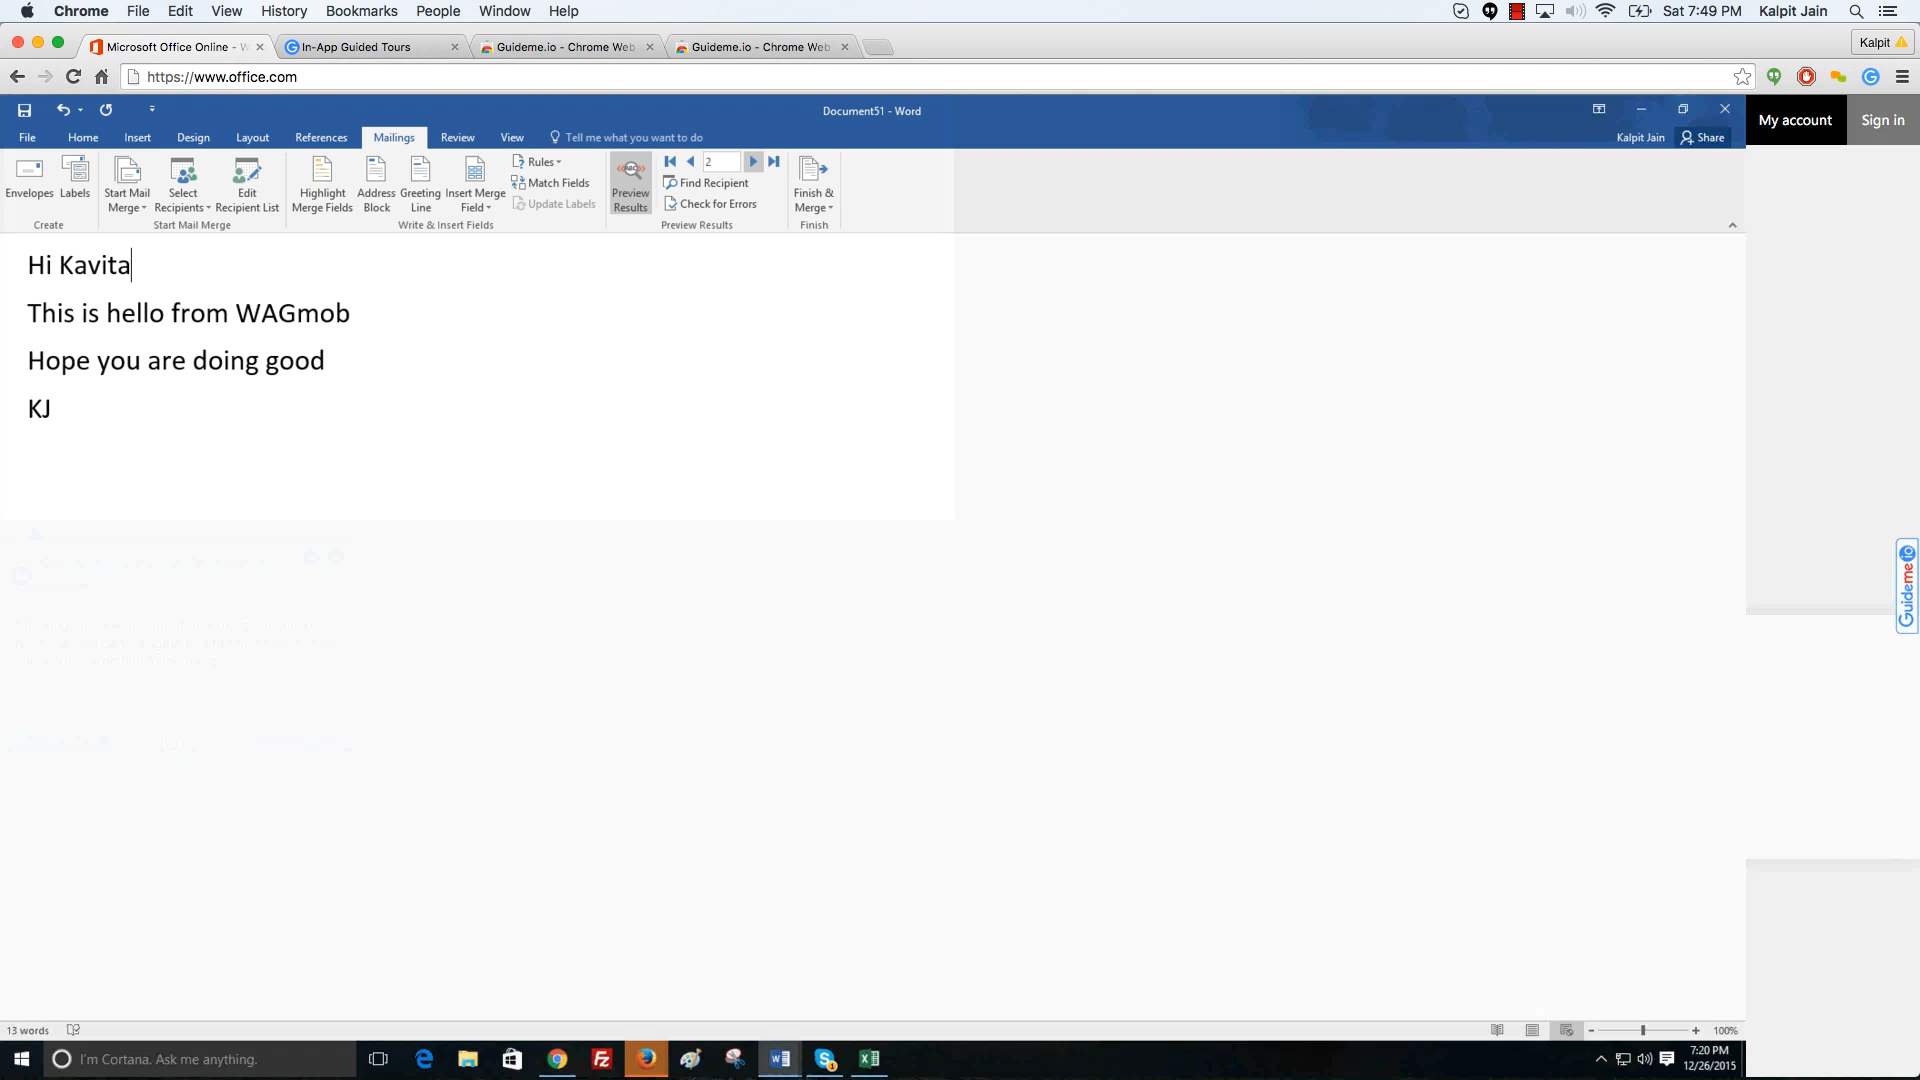 Chrome File Edit View History Bookmarks People Window Help Sat 7:49 PM Kalpit Jain
Microsoft Office Online - W In-App Guided Tours Guideme.io - Chrome Web Guideme.io - Chrome Web Kalpit
https://www.office.com
Document51 - Word
My account Sign in
File Home Insert Design Layout References Mailings Review View Tell me what you want to do Kalpit Jain Share
Envelopes Labels
Start Mail Merge Select Recipients Edit Recipient List
Highlight Merge Fields Address Block Greeting Line Insert Merge Field
Rules
Match Fields
Update Labels
ABC
Preview Results
2
Find Recipient
Check for Errors
Finish & Merge
Create Start Mail Merge Write & Insert Fields Preview Results Finish
Hi Kavita
This is hello from WAGmob
Hope you are doing good
KJ
Guideme io
13 words 100%
I'm Cortana. Ask me anything.
7:20 PM
12/26/2015